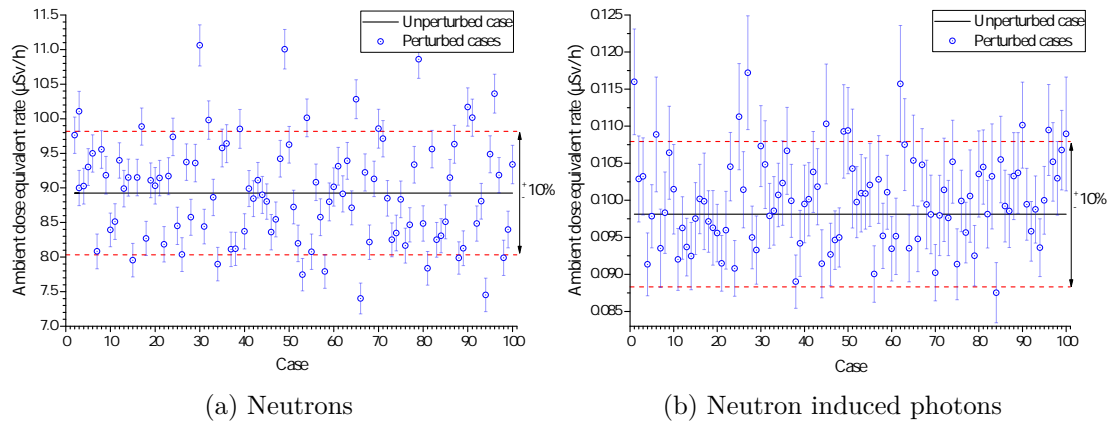 Unperturbed case
Perturbed cases
Ambient dose equivalent rate (µSv/h)
11.5
11.0
10.5
10.0
9.5
9.0
8.5
8.0
7.5
7.0
+
-
10%
0 10 20 30 40 50 60 70 80 90 100
Case
(a) Neutrons
Unperturbed case
Perturbed cases
Ambient dose equivalent rate (µSv/h)
0.125
0.120
0.115
0.110
0.105
0.100
0.095
0.090
0.085
+
-
10%
0 10 20 30 40 50 60 70 80 90 100
Case
(b) Neutron induced photons